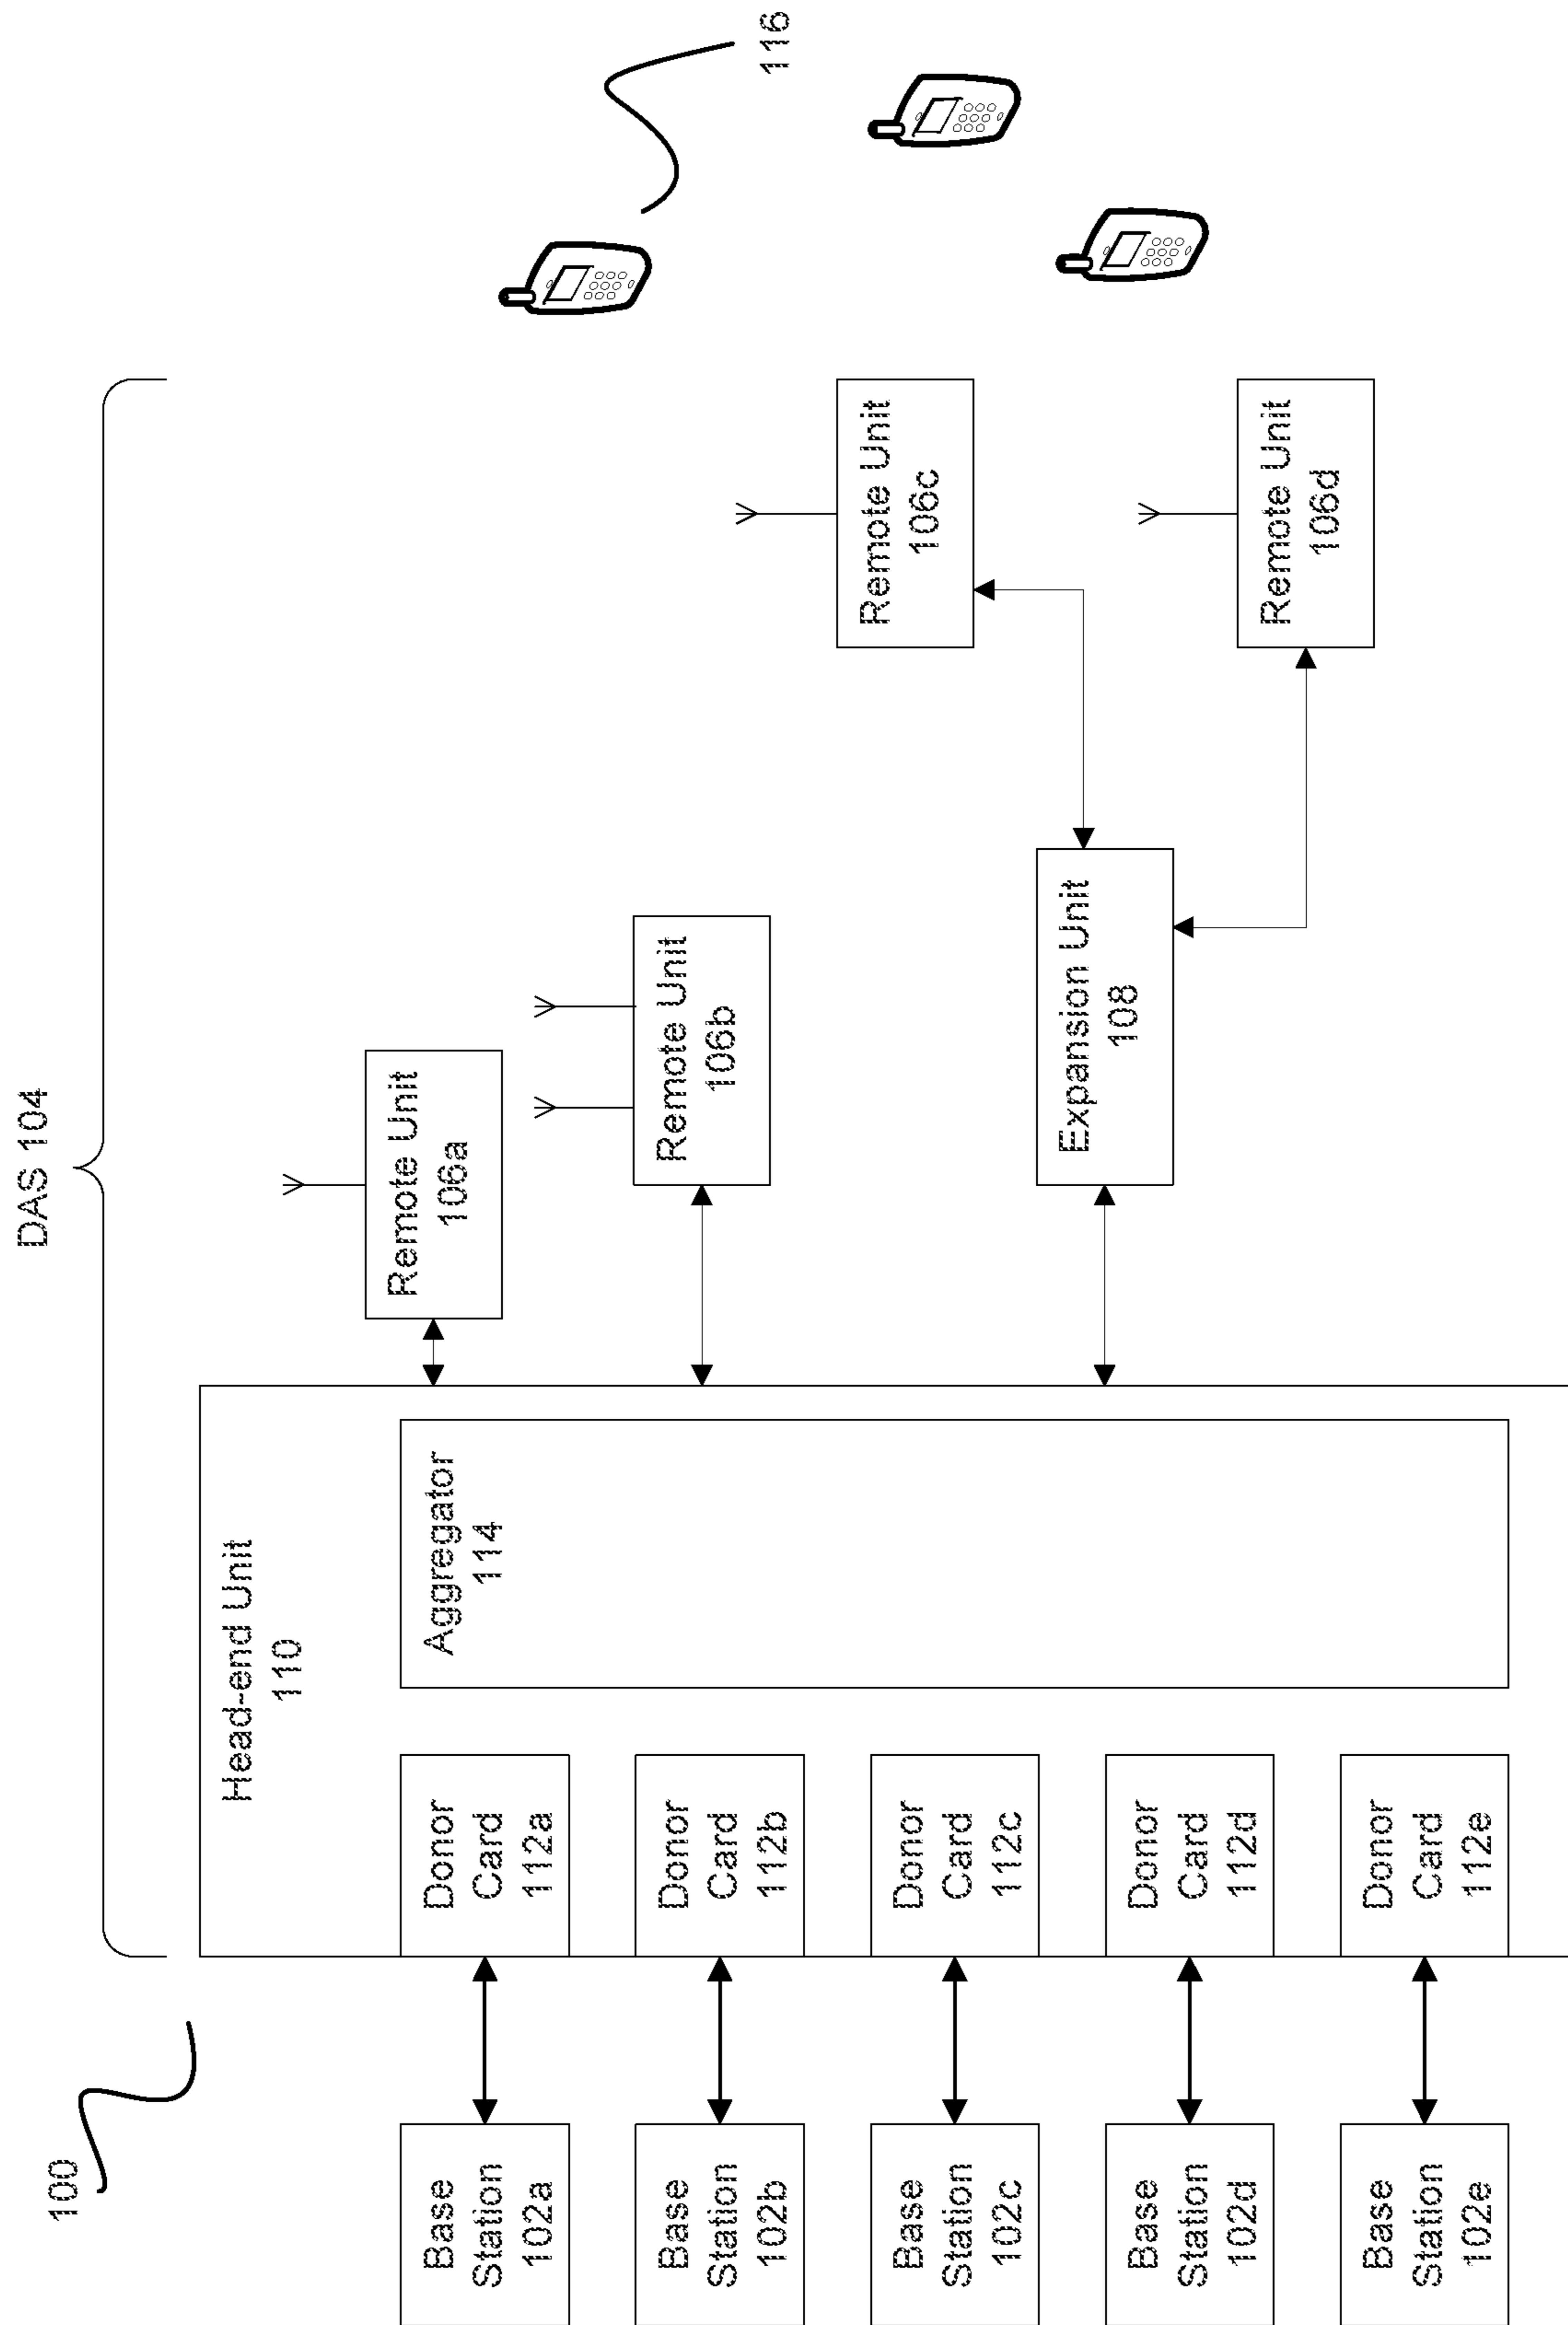 100
DAS 104
116
Head-end Unit
110
Base
Station
102a
Donor
Card
112a
Aggregator
114
Remote Unit
106a
Base
Station
102b
Donor
Card
112b
Remote Unit
106b
Base
Station
102c
Donor
Card
112c
Remote Unit
106c
Base
Station
102d
Donor
Card
112d
Expansion Unit
108
Remote Unit
106d
Base
Station
102e
Donor
Card
112e